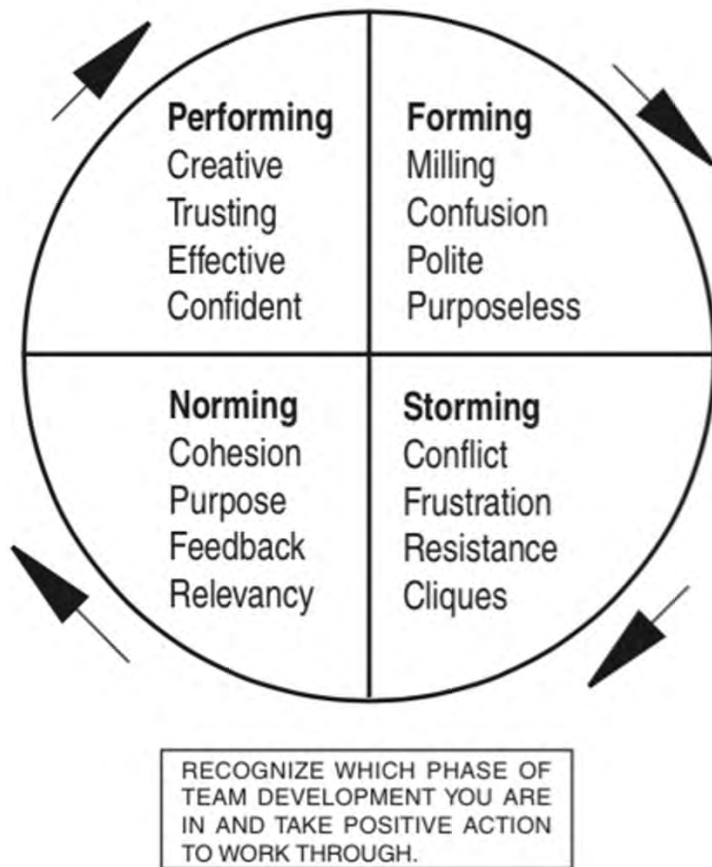 Performing
Creative
Trusting
Effective
Confident
Forming
Milling
Confusion
Polite
Purposeless
Norming
Cohesion
Purpose
Feedback
Relevancy
Storming
Conflict
Frustration
Resistance
Cliques
RECOGNIZE WHICH PHASE OF
TEAM DEVELOPMENT YOU ARE
IN AND TAKE POSITIVE ACTION
TO WORK THROUGH.